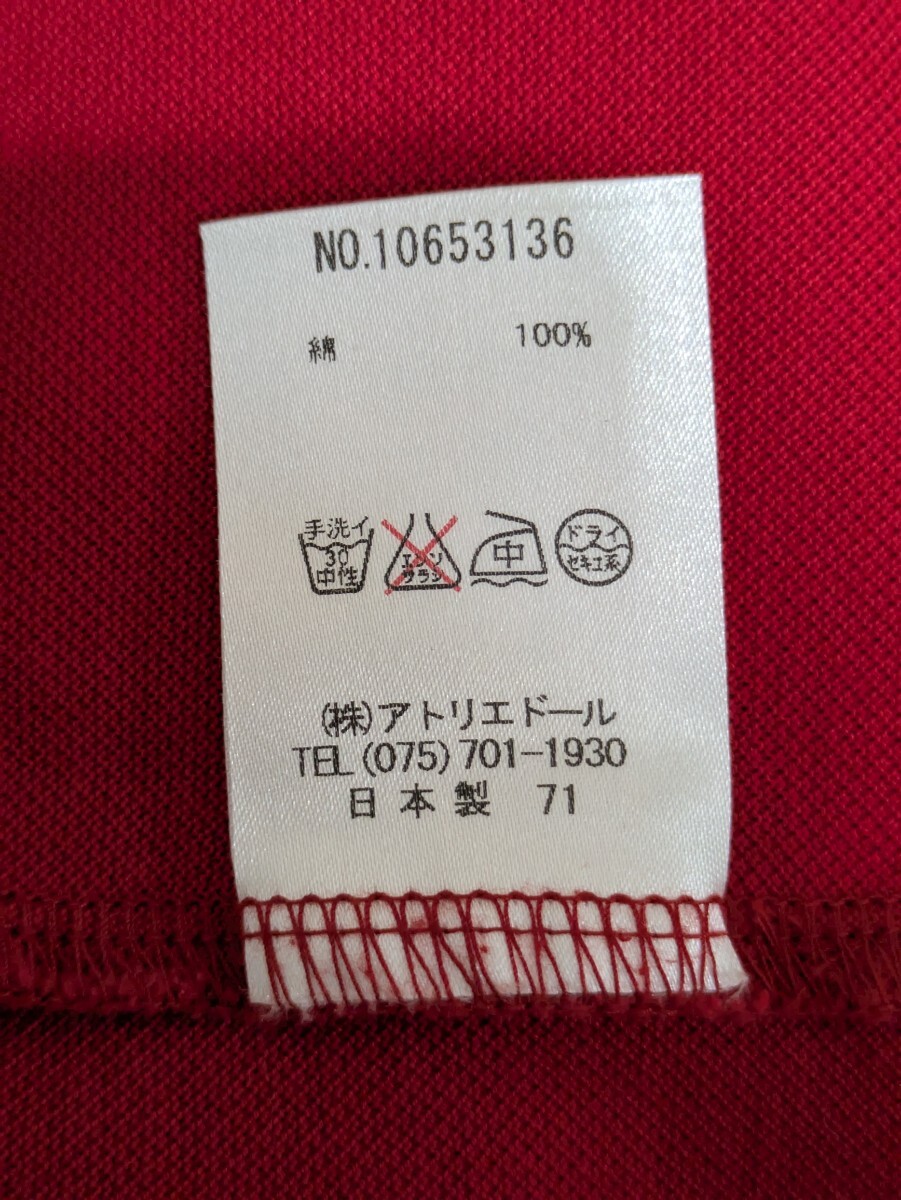 NO.10653136
綿 100%
手洗イ
30
中性
エンソ
サラシ
中
ドライ
セキユ系
(株)アトリエドール
TEL(075)701-1930
日本製 71